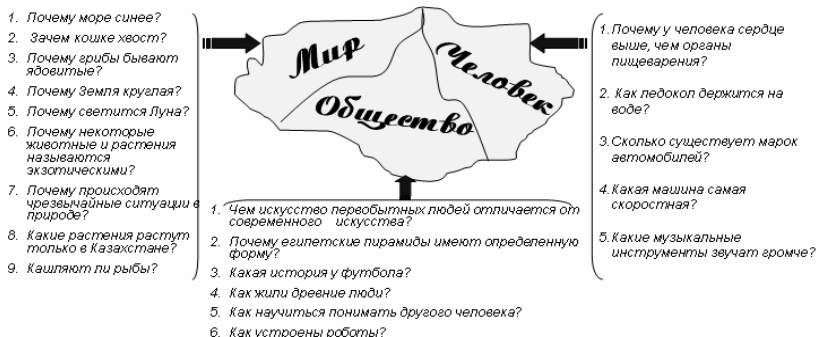 1. Почему море синее?
2. Зачем кошке хвост?
3. Почему грибы бывают
ядовитые?
4. Почему Земля круглая?
5. Почему светится Луна?
6. Почему некоторые
животные и растения
называются
экзотическими?
7. Почему происходят
чрезвычайные ситуации в
природе?
8. Какие растения растут
только в Казахстане?
9. Кашляют ли рыбы?
Мир
Человек
Общество
1. Почему у человека сердце
выше, чем органы
пищеварения?
2. Как ледокол держится на
воде?
3. Сколько существует марок
автомобилей?
4. Какая машина самая
скоростная?
5. Какие музыкальные
инструменты звучат громче?
1. Чем искусство первобытных людей отличается от
современного искусства?
2. Почему египетские пирамиды имеют определенную
форму?
3. Какая история у футбола?
4. Как жили древние люди?
5. Как научиться понимать другого человека?
6. Как устроены роботы?